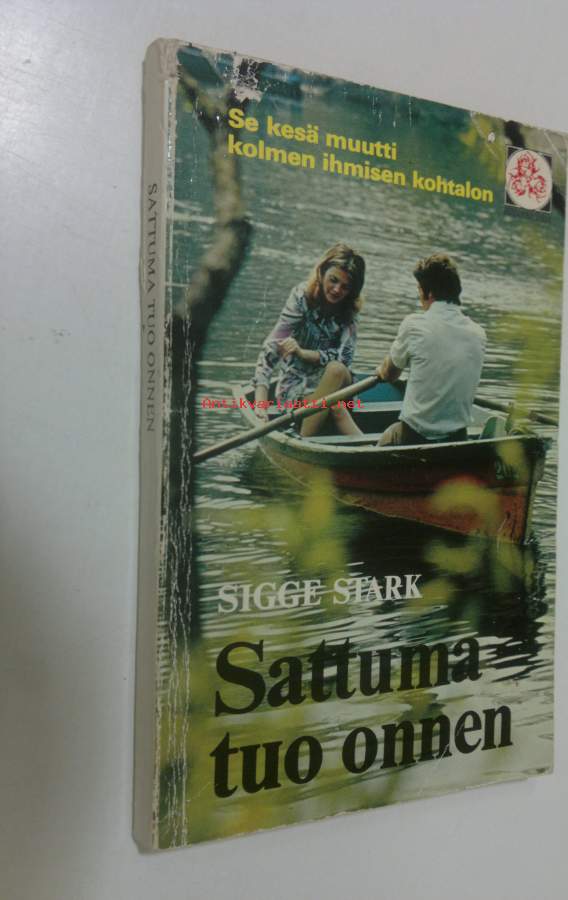 Se kesä muutti
kolmen ihmisen kohtalon
SATTUMA TUO ONNEN
Antikvariaatti.net
SIGGE STARK
Sattuma
tuo onnen